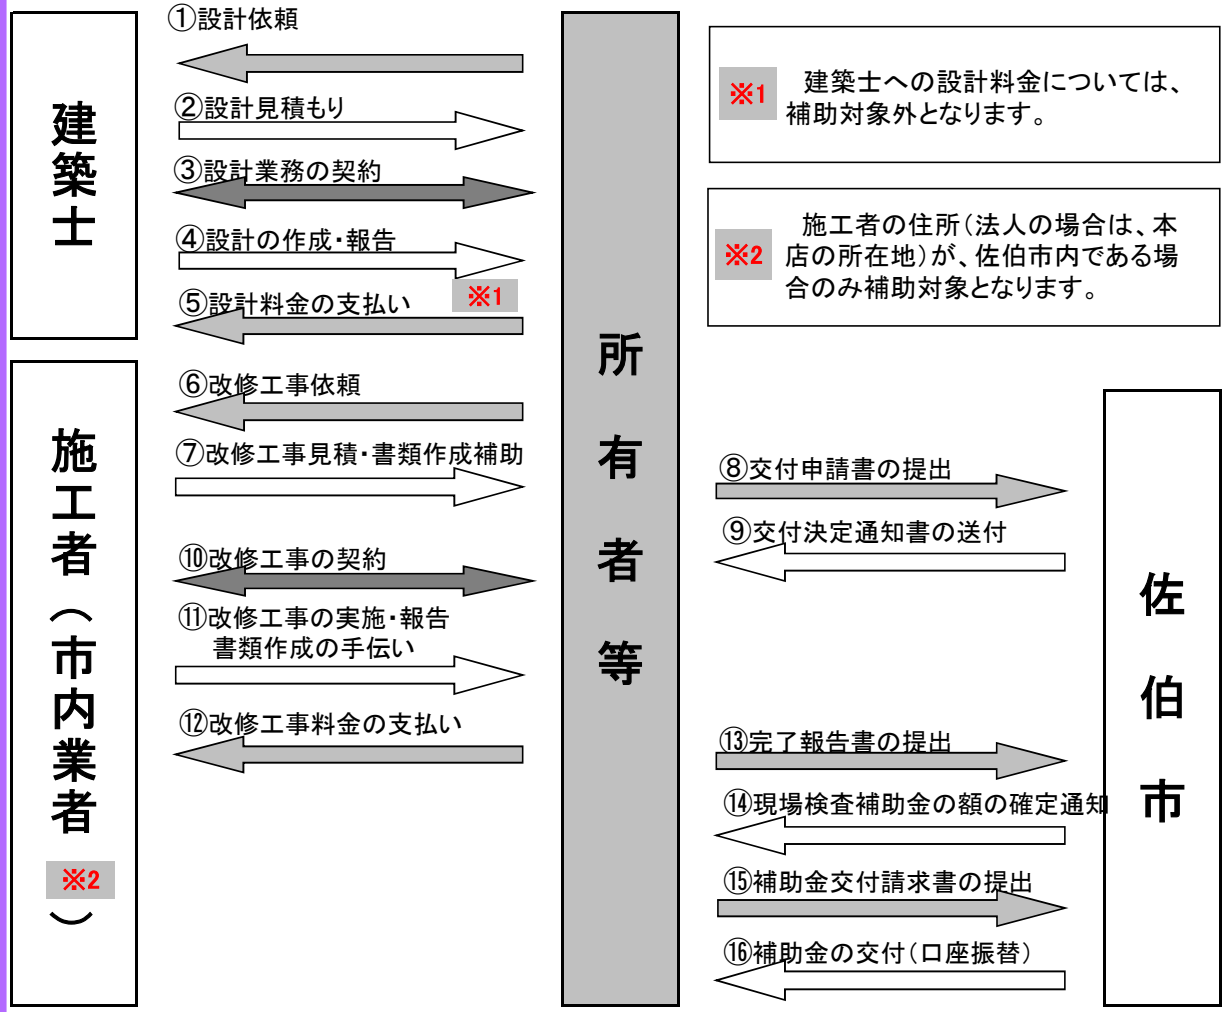 建築士
①設計依頼
②設計見積もり
③設計業務の契約
④設計の作成・報告
※1
⑤設計料金の支払い
施工者（市内業者
※2
）
⑥改修工事依頼
⑦改修工事見積・書類作成補助
⑩改修工事の契約
⑪改修工事の実施・報告
書類作成の手伝い
⑫改修工事料金の支払い
所有者等
※1
建築士への設計料金については、
補助対象外となります。
※2
施工者の住所（法人の場合は、本
店の所在地）が、佐伯市内である場
合のみ補助対象となります。
⑧交付申請書の提出
⑨交付決定通知書の送付
⑬完了報告書の提出
⑭現場検査補助金の額の確定通知
⑮補助金交付請求書の提出
⑯補助金の交付（口座振替）
佐伯市